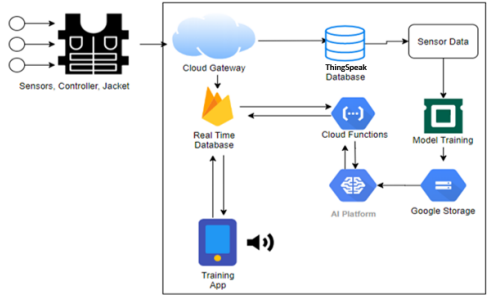 Sensors, Controller, Jacket
Cloud Gateway
ThingSpeak
Database
Sensor Data
Real Time
Database
Cloud Functions
Model Training
AI Platform
Google Storage
Training
App